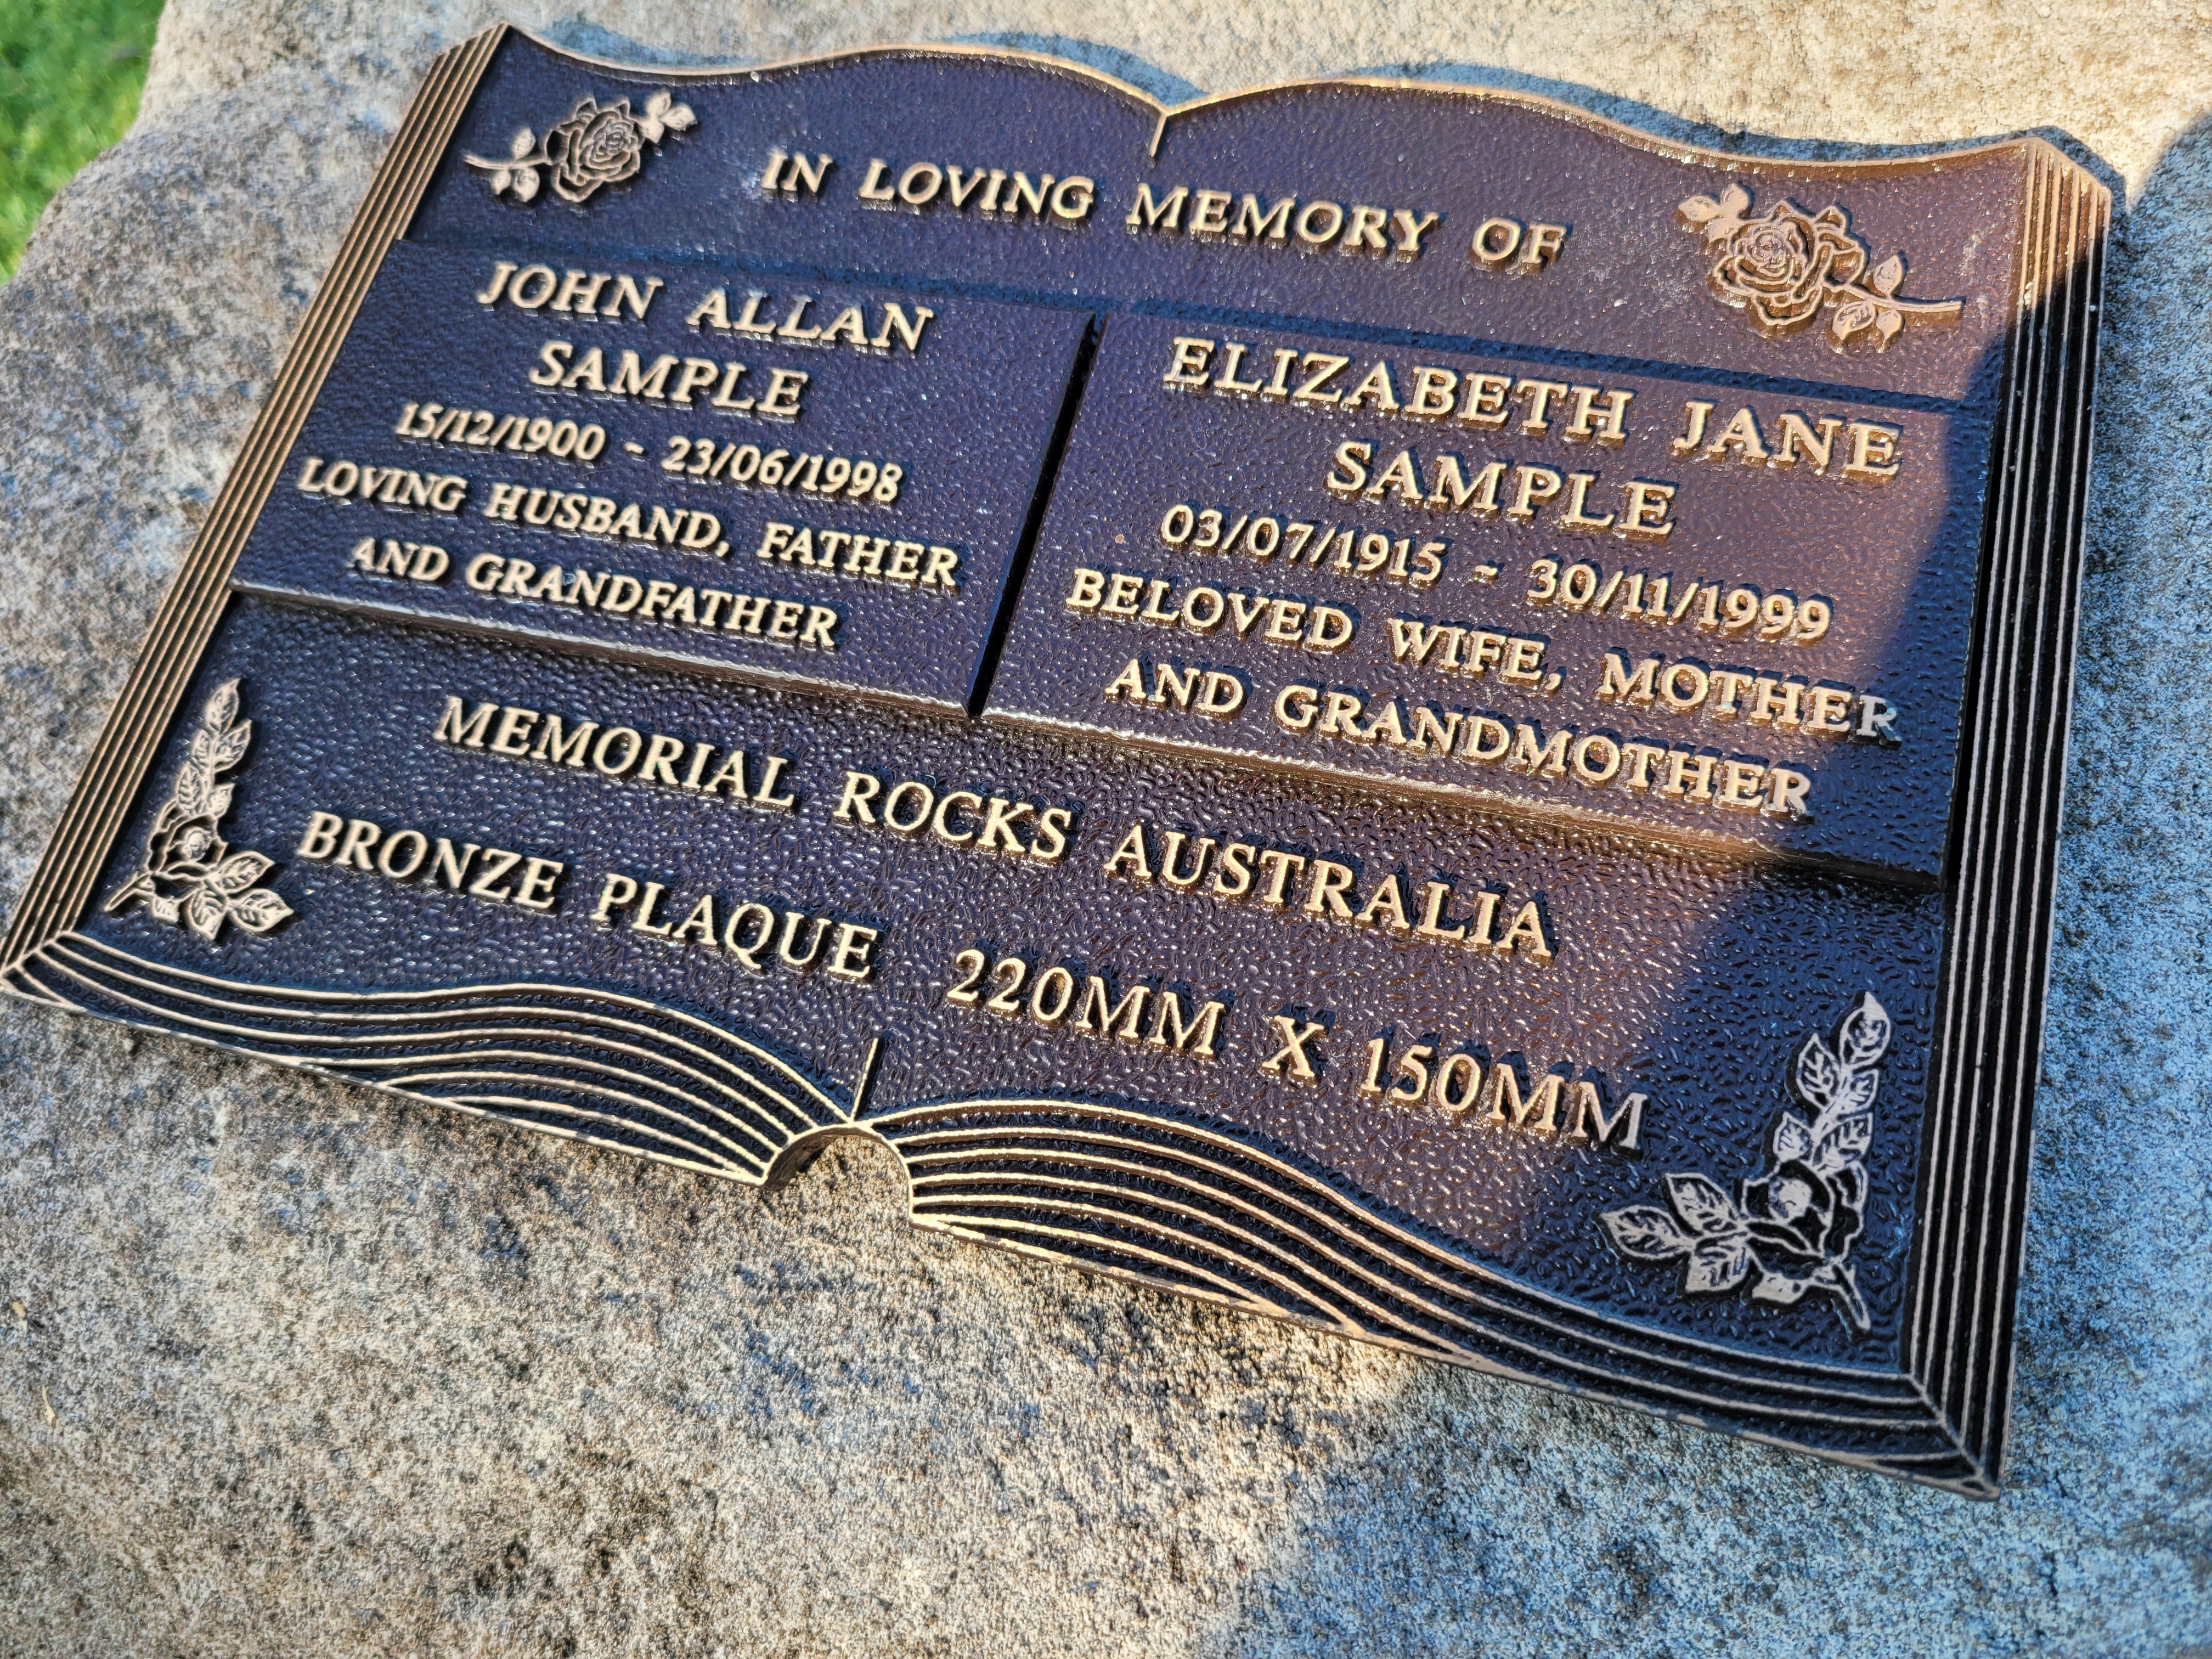 IN LOVING MEMORY OF
JOHN ALLAN
SAMPLE
15/12/1900 - 23/06/1998
LOVING HUSBAND, FATHER
AND GRANDFATHER
ELIZABETH JANE
SAMPLE
03/07/1915 - 30/11/1999
BELOVED WIFE, MOTHER
AND GRANDMOTHER
MEMORIAL ROCKS AUSTRALIA
BRONZE PLAQUE 220MM X 150MM